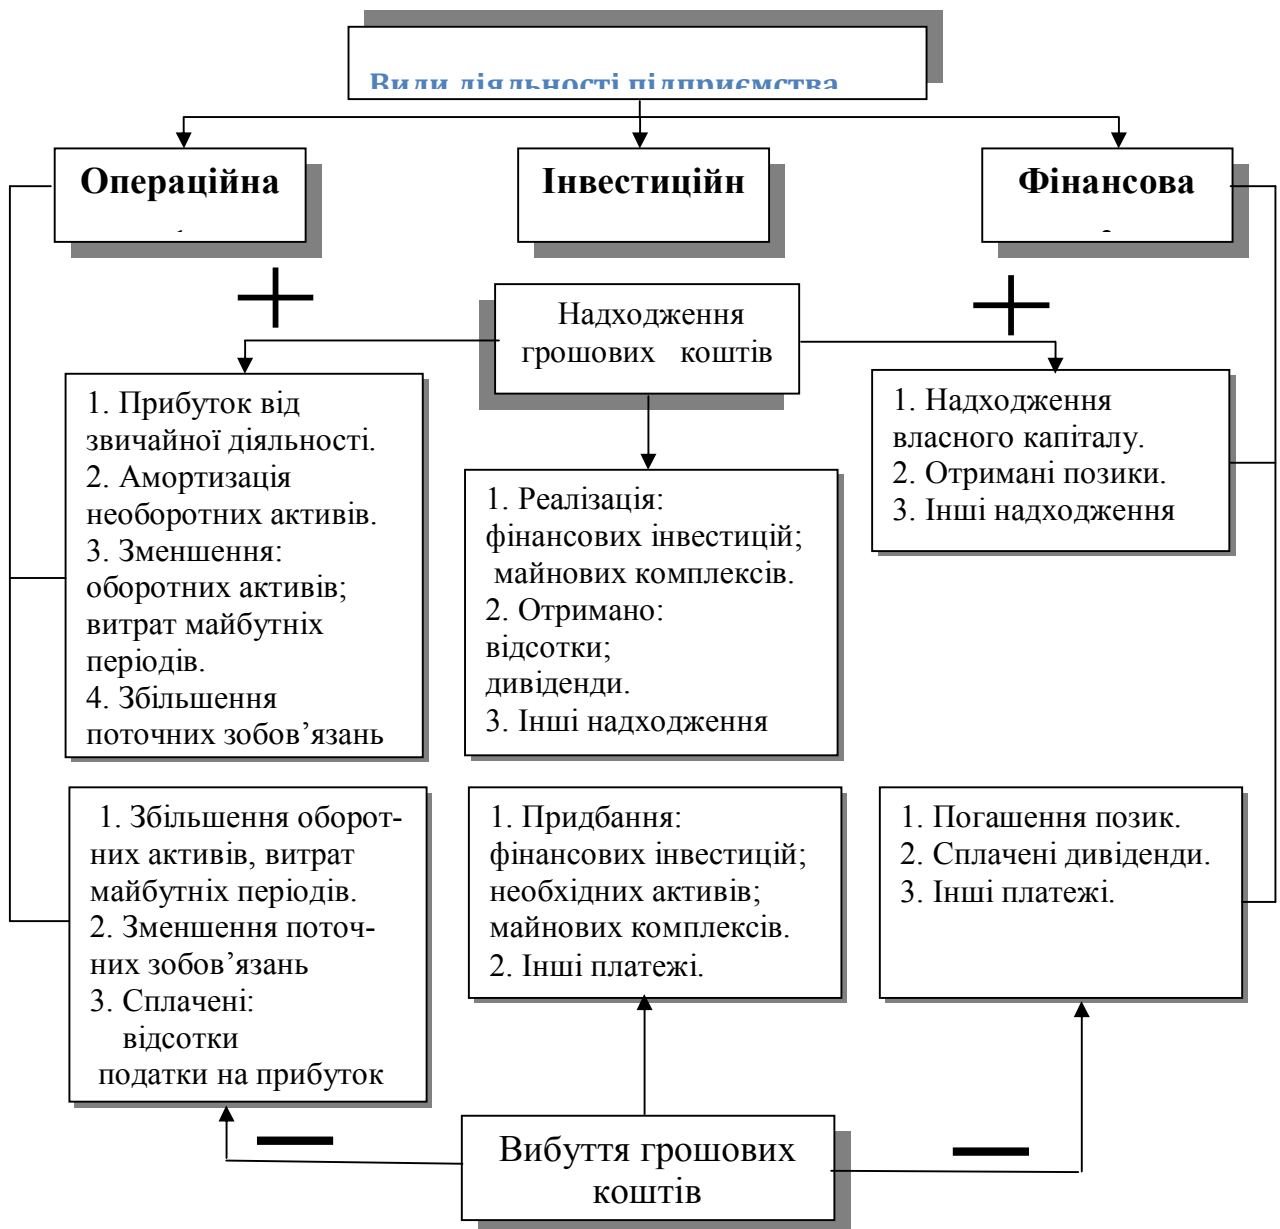 Види діяльності підприємства
Операційна
Інвестиційн
Фінансова
Надходження
грошових коштів
1. Прибуток від
звичайної діяльності.
2. Амортизація
необоротних активів.
3. Зменшення:
оборотних активів;
витрат майбутніх
періодів.
4. Збільшення
поточних зобов’язань
1. Реалізація:
фінансових інвестицій;
майнових комплексів.
2. Отримано:
відсотки;
дивіденди.
3. Інші надходження
1. Надходження
власного капіталу.
2. Отримані позики.
3. Інші надходження
1. Збільшення оборот-
них активів, витрат
майбутніх періодів.
2. Зменшення поточ-
них зобов’язань
3. Сплачені:
відсотки
податки на прибуток
1. Придбання:
фінансових інвестицій;
необхідних активів;
майнових комплексів.
2. Інші платежі.
1. Погашення позик.
2. Сплачені дивіденди.
3. Інші платежі.
Вибуття грошових
коштів